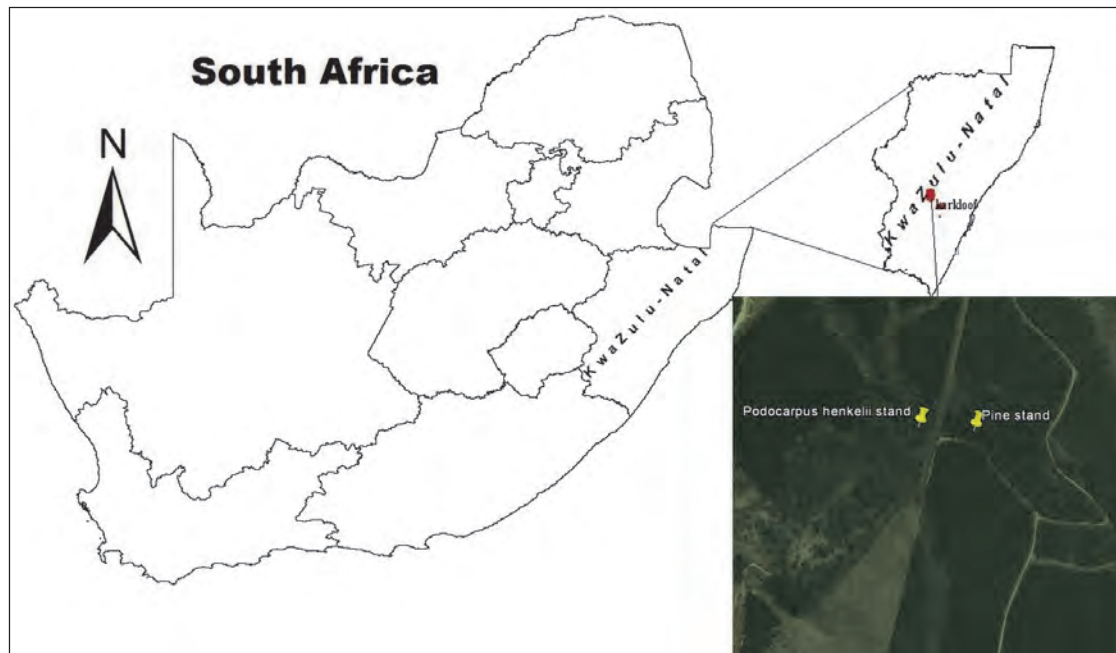 South Africa
N
KwaZulu-Natal
KwaZulu-Natal
karkloof
Podocarpus henkelii stand
Pine stand